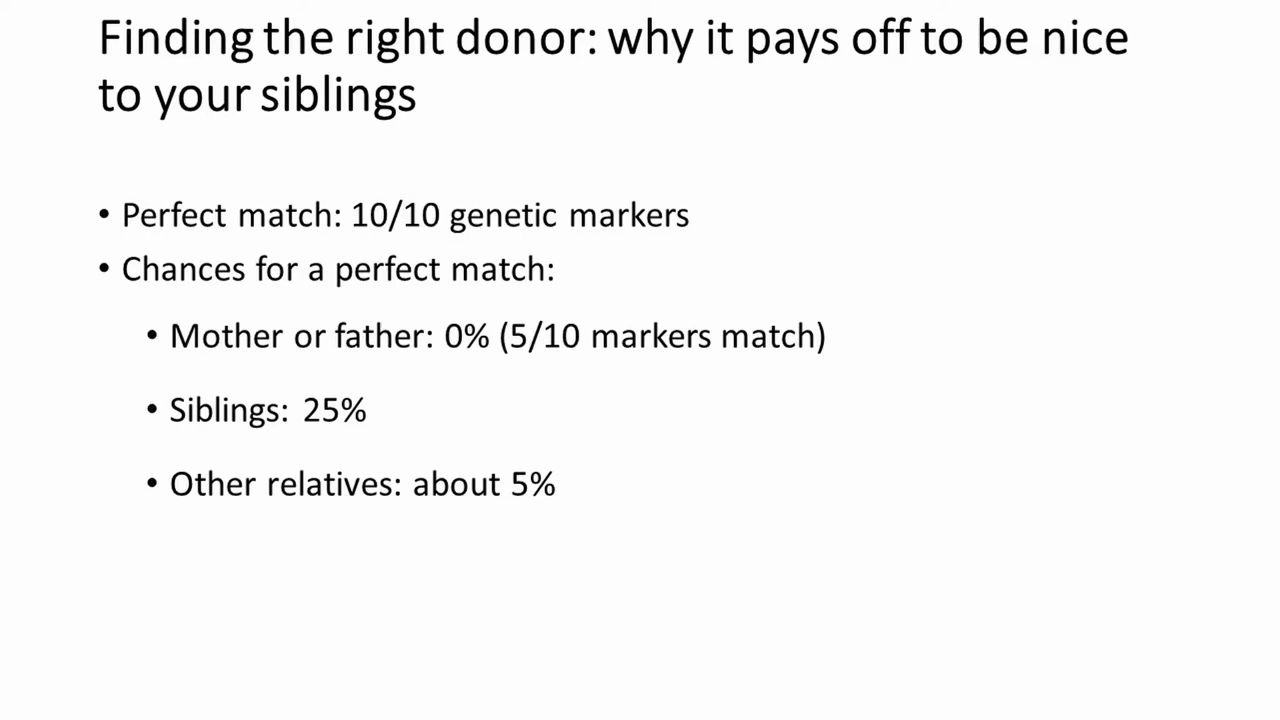 Finding the right donor: why it pays off to be nice
to your siblings
• Perfect match: 10/10 genetic markers
• Chances for a perfect match:
• Mother or father: 0% (5/10 markers match)
• Siblings: 25%
• Other relatives: about 5%